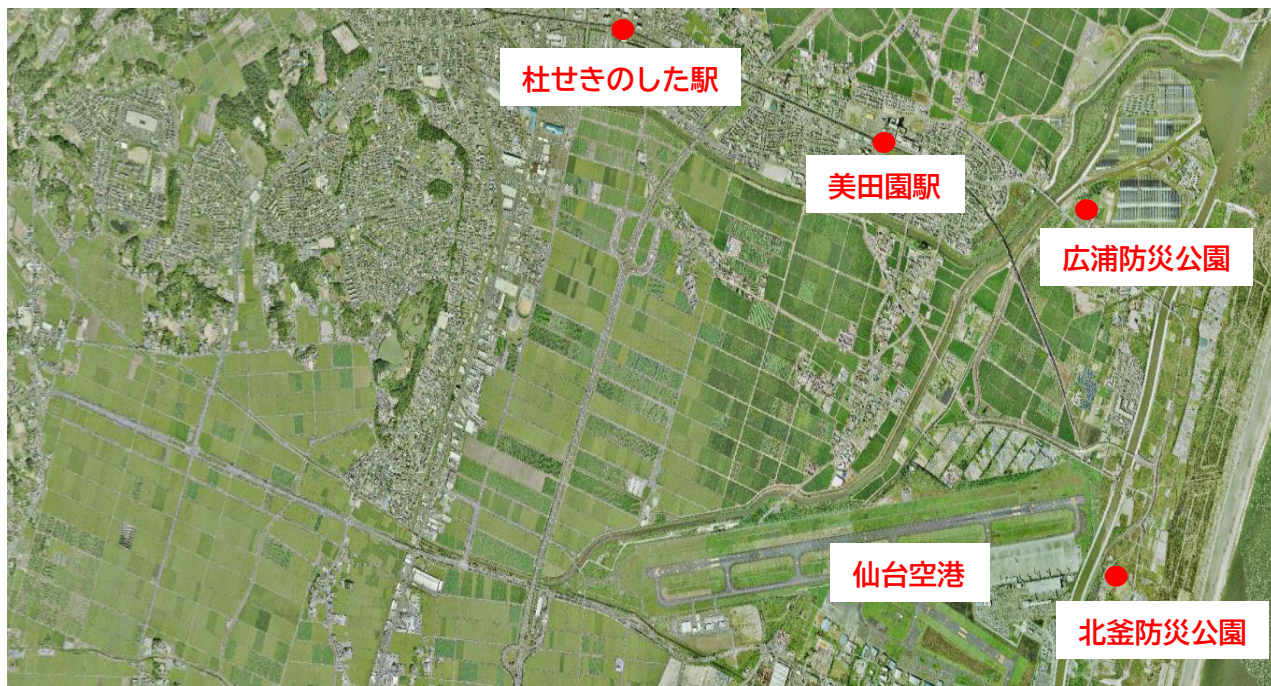 杜せきのした駅
美田園駅
広浦防災公園
仙台空港
北釜防災公園